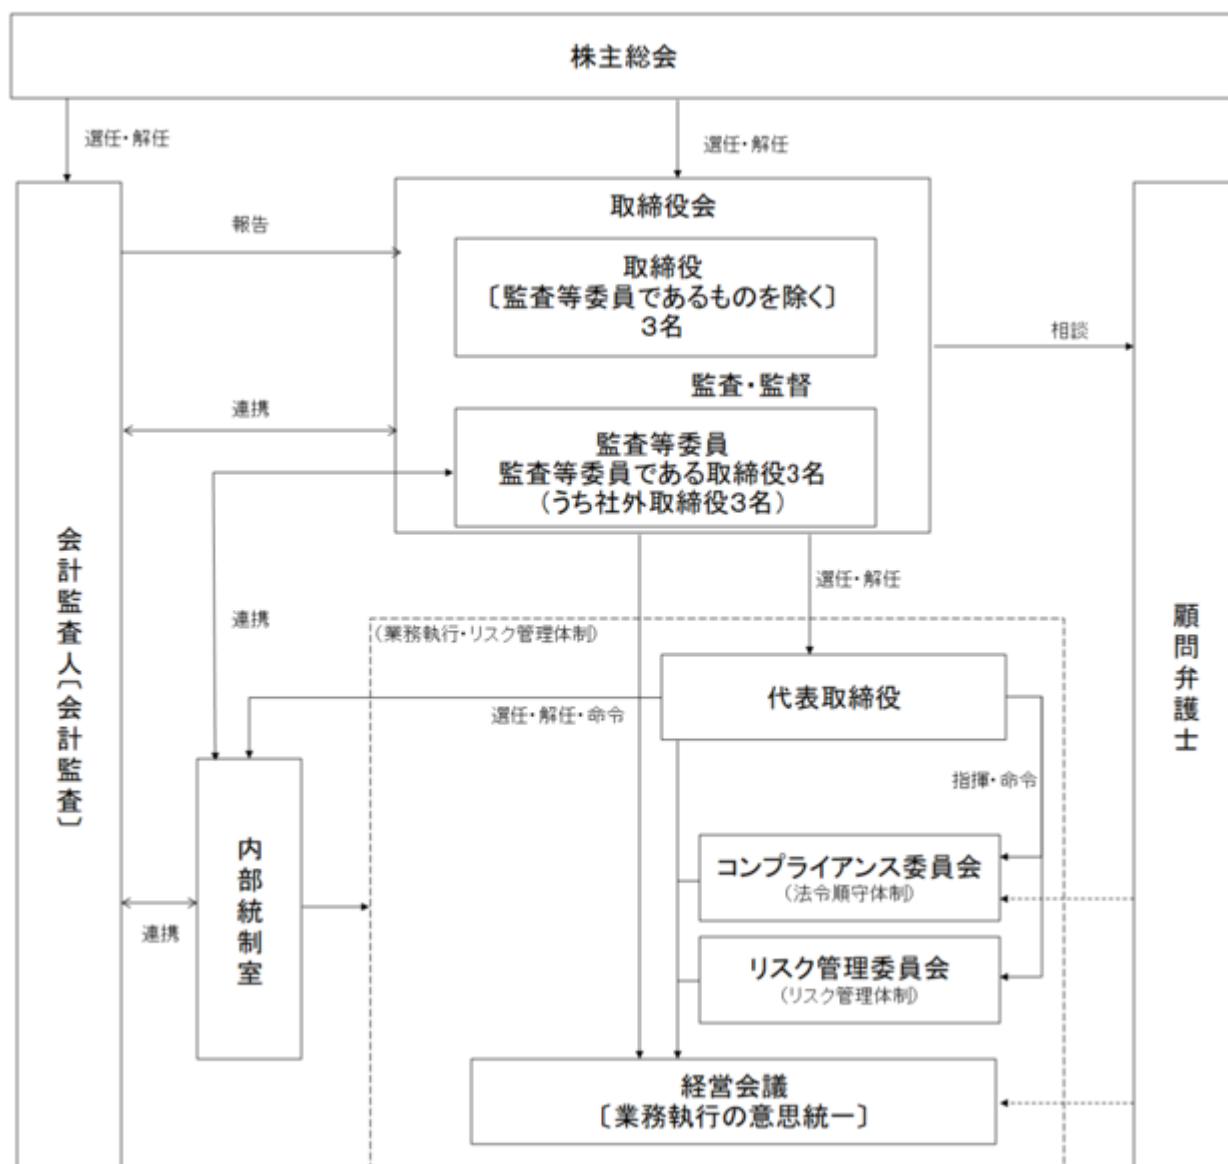 株主総会
選任・解任
選任・解任
取締役会
報告
取締役
〔監査等委員であるものを除く〕
3名
相談
監査・監督
連携
監査等委員
監査等委員である取締役3名
(うち社外取締役3名)
会計監査人〔会計監査〕
選任・解任
顧問弁護士
連携
(業務執行・リスク管理体制)
代表取締役
選任・解任・命令
指揮・命令
内部統制室
コンプライアンス委員会
(法令順守体制)
連携
リスク管理委員会
(リスク管理体制)
経営会議
〔業務執行の意思統一〕